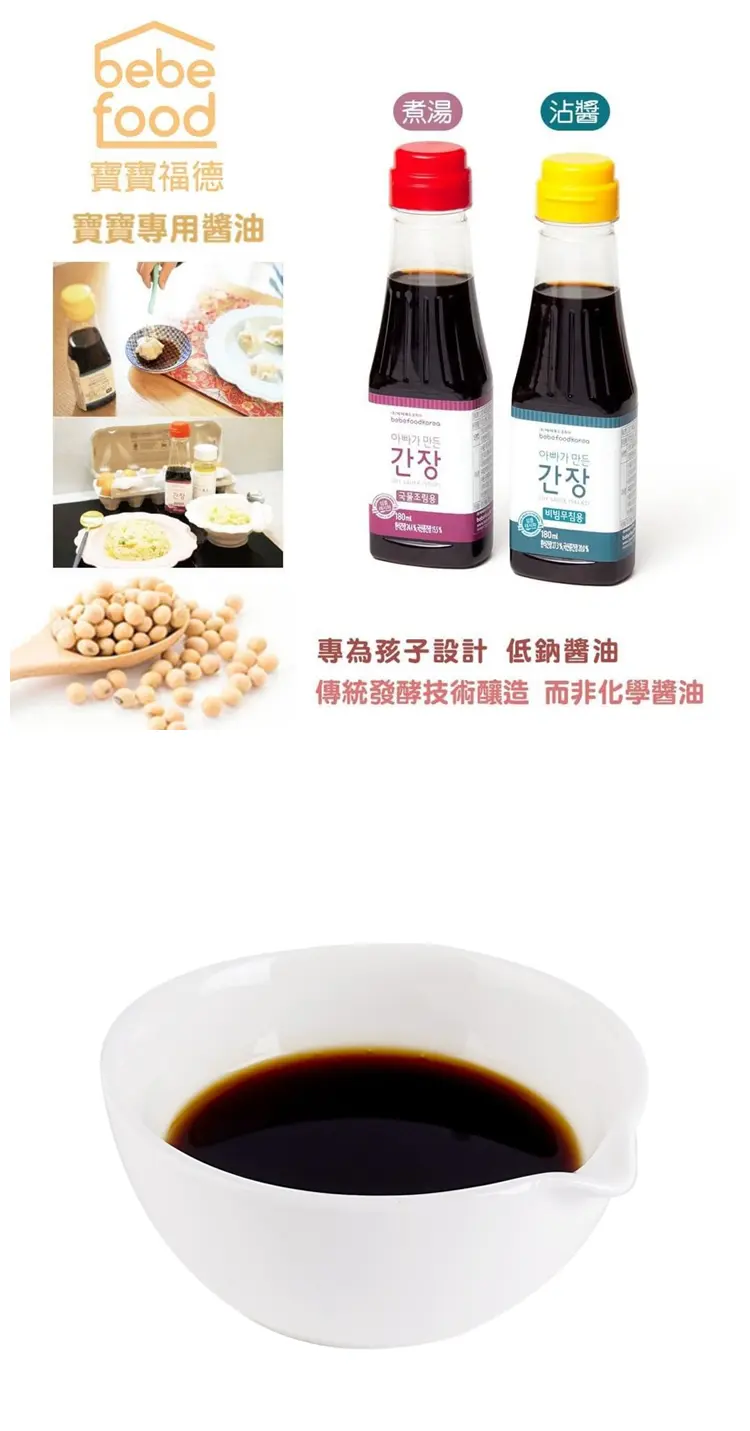 bebe
food
寶寶福德
寶寶專用醬油
煮湯
沾醬
bebefoodkorea
아빠가 만든
간장
국물조림용
180ml
bebefoodkorea
아빠가 만든
간장
비빔무침용
180ml
專為孩子設計 低鈉醬油
傳統發酵技術釀造 而非化學醬油